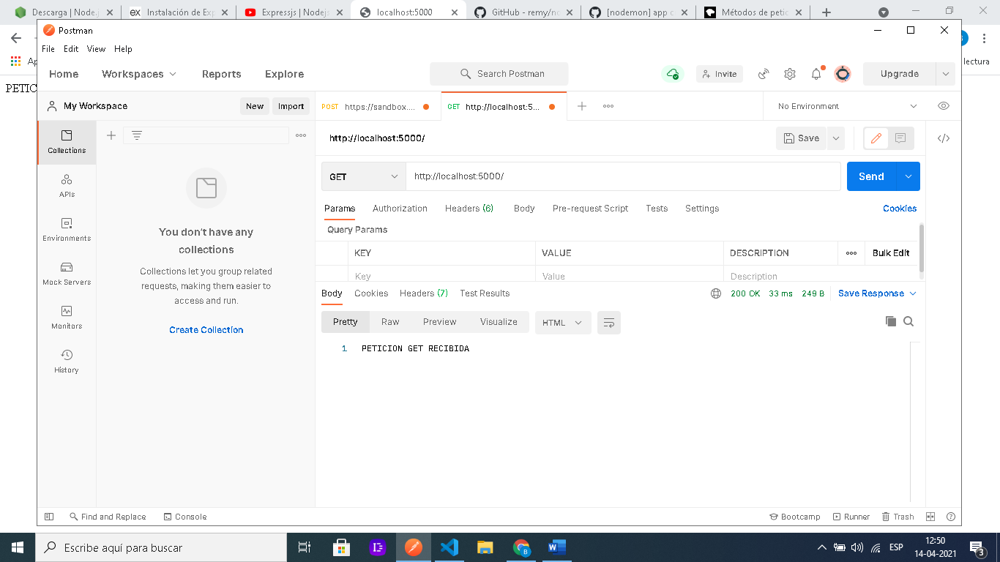 Descarga | Node.j
Instalación de Exp
Expressjs | Nodejs
localhost:5000
GitHub - remy/no
[nodemon] app c
Métodos de petic
Ap
lectura
PETIC
Postman
File Edit View Help
Home Workspaces Reports Explore
Search Postman
Invite
Upgrade
My Workspace
New Import
POST https://sandbox....
GET http://localhost:5...
No Environment
Collections
APIs
Environments
Mock Servers
Monitors
History
You don't have any
collections
Collections let you group related
requests, making them easier to
access and run.
Create Collection
http://localhost:5000/
Save
GET http://localhost:5000/
Send
Params Authorization Headers (6) Body Pre-request Script Tests Settings Cookies
Query Params
KEY VALUE DESCRIPTION Bulk Edit
Key Value Description
Body Cookies Headers (7) Test Results 200 OK 33 ms 249 B Save Response
Pretty Raw Preview Visualize HTML
1 PETICION GET RECIBIDA
Find and Replace Console Bootcamp Runner Trash
Escribe aquí para buscar
ESP
12:50
14-04-2021
3